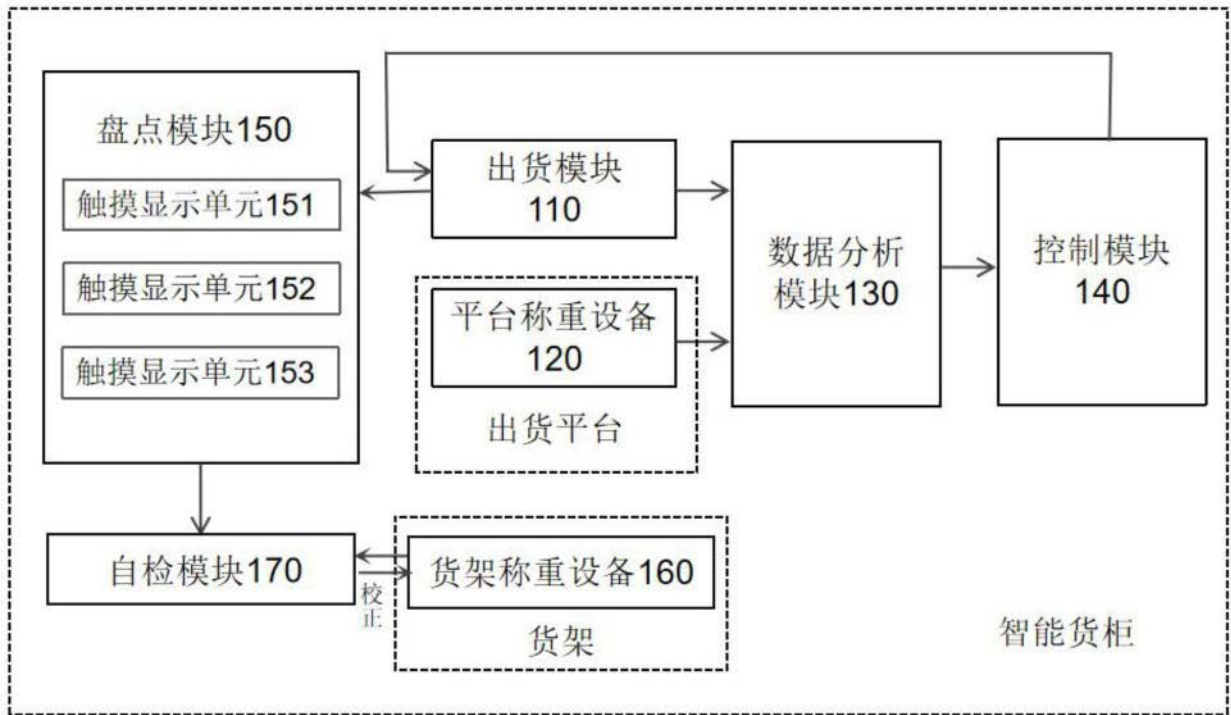 盘点模块150
触摸显示单元151
触摸显示单元152
触摸显示单元153
出货模块
110
平台称重设备
120
出货平台
数据分析
模块130
控制模块
140
自检模块170
校
正
货架称重设备160
货架
智能货柜